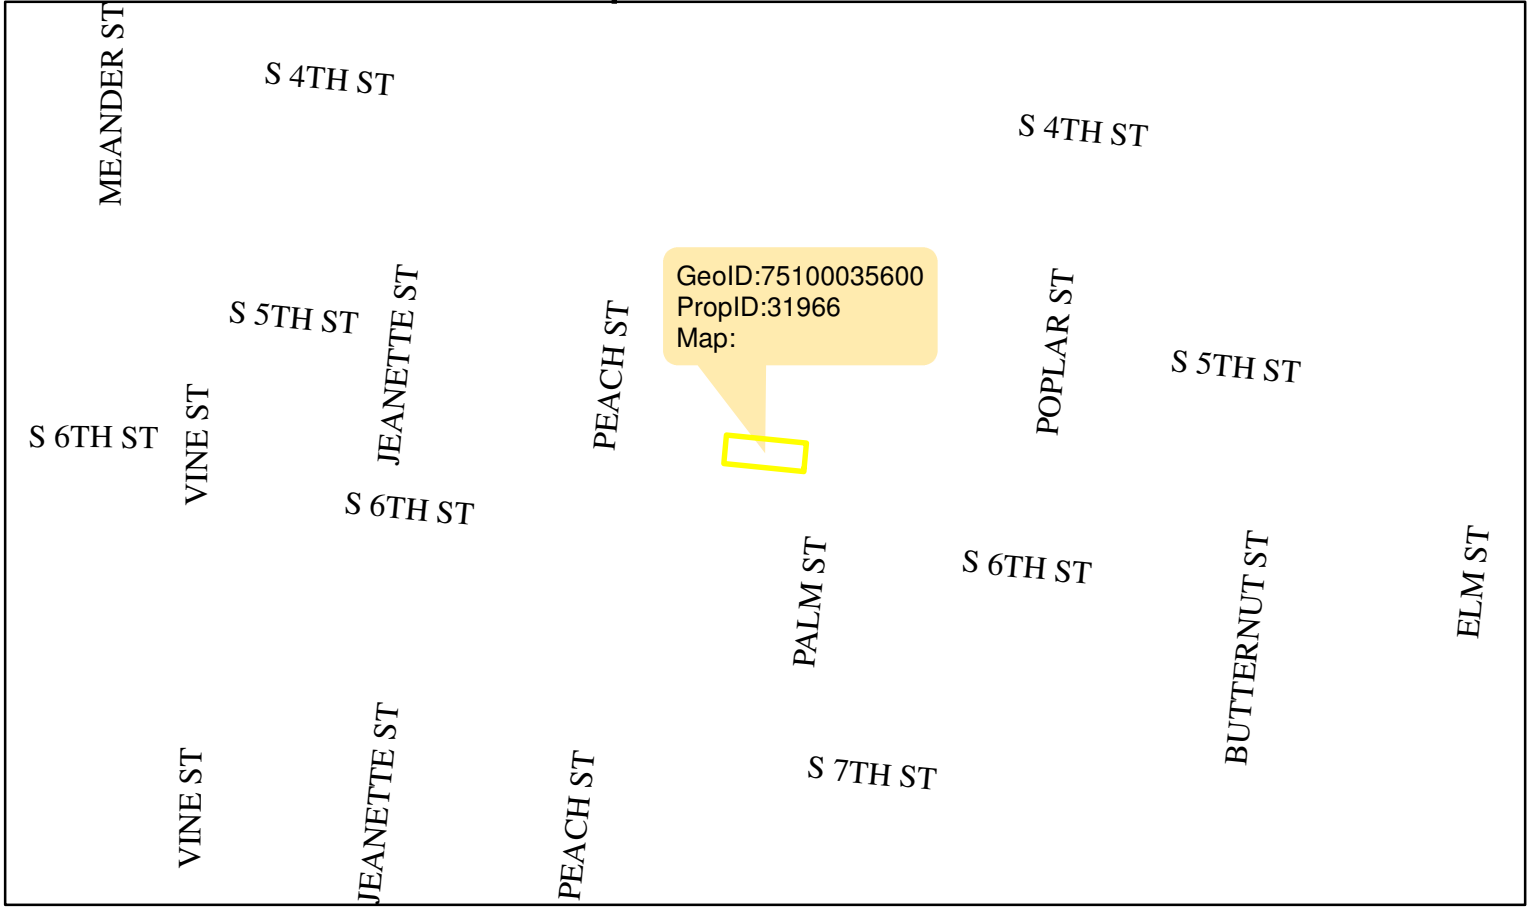 MEANDER ST
S 4TH ST
S 4TH ST
GeoID:75100035600
PropID:31966
Map:
S 5TH ST
JEANETTE ST
PEACH ST
POPLAR ST
S 5TH ST
S 6TH ST
VINE ST
S 6TH ST
PALM ST
S 6TH ST
BUTTERNUT ST
ELM ST
VINE ST
JEANETTE ST
PEACH ST
S 7TH ST